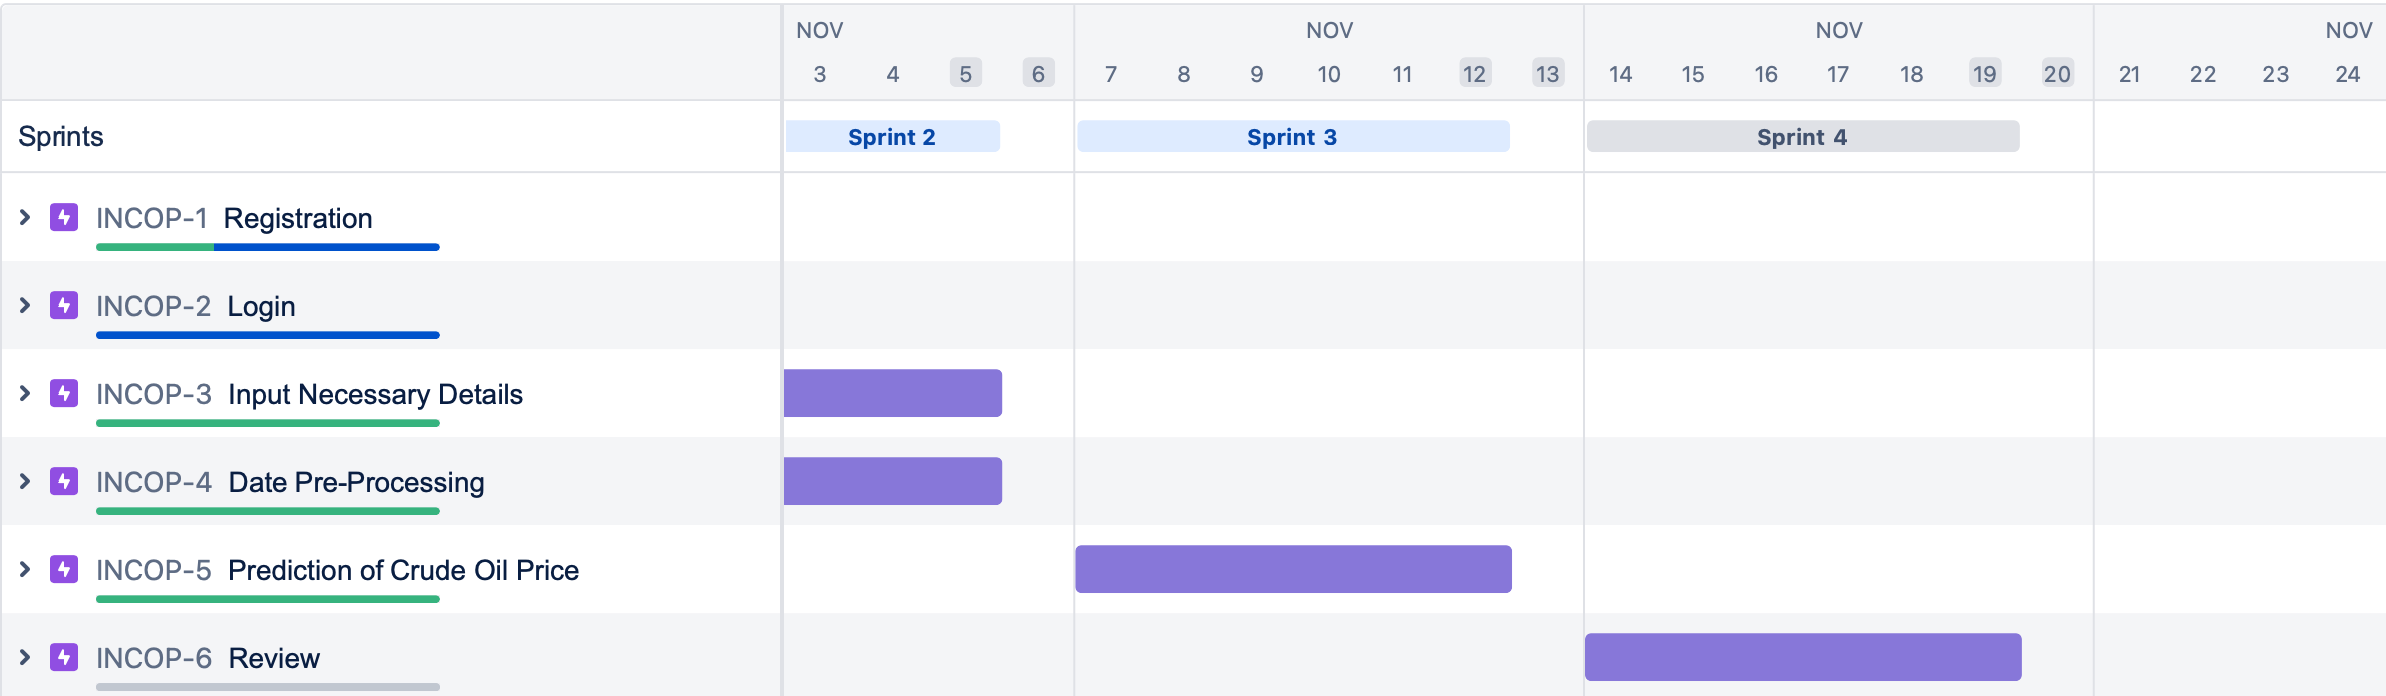 NOV NOV NOV NOV
3 4 5 6 7 8 9 10 11 12 13 14 15 16 17 18 19 20 21 22 23 24
Sprints Sprint 2 Sprint 3 Sprint 4
INCOP-1 Registration
INCOP-2 Login
INCOP-3 Input Necessary Details
INCOP-4 Date Pre-Processing
INCOP-5 Prediction of Crude Oil Price
INCOP-6 Review